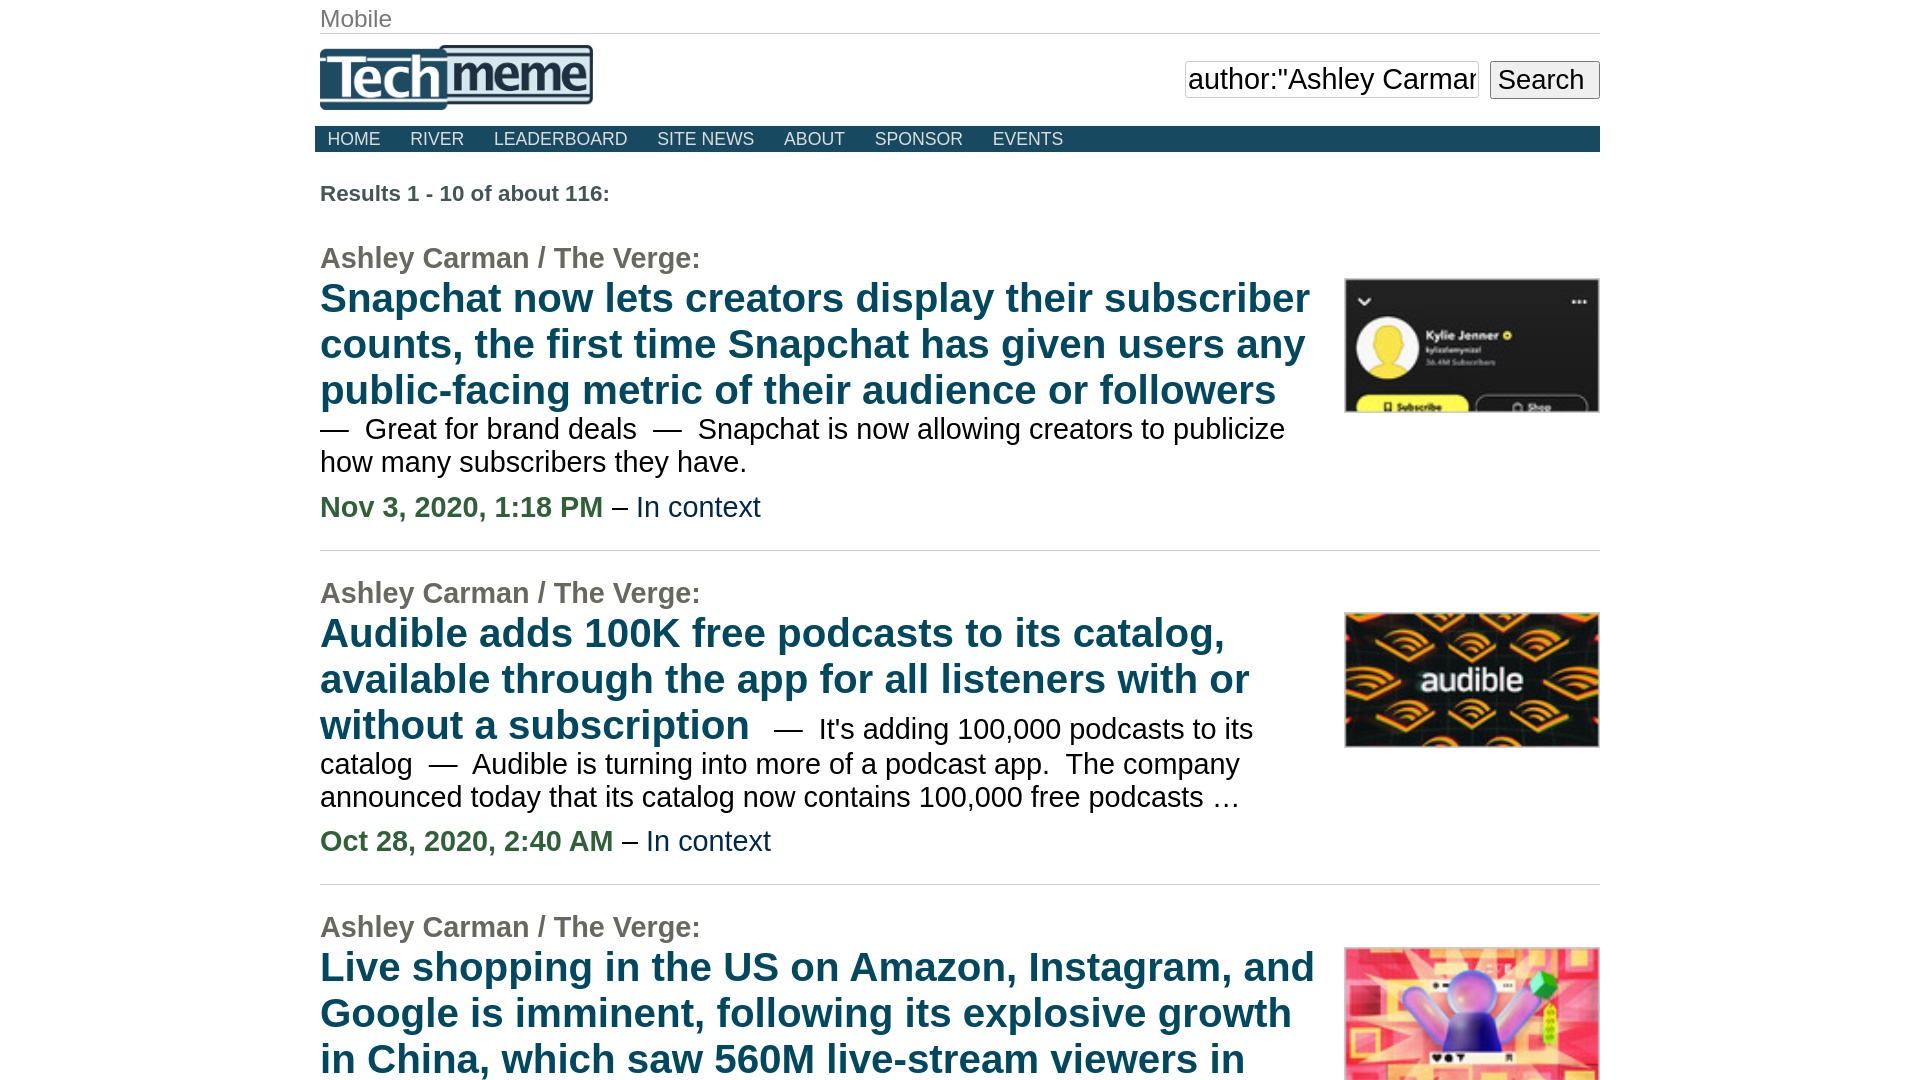 Mobile
Techmeme
author:"Ashley Carman
Search
HOME RIVER LEADERBOARD SITE NEWS ABOUT SPONSOR EVENTS
Results 1 - 10 of about 116:
Ashley Carman / The Verge:
Snapchat now lets creators display their subscriber
counts, the first time Snapchat has given users any
public-facing metric of their audience or followers
— Great for brand deals — Snapchat is now allowing creators to publicize
how many subscribers they have.
Nov 3, 2020, 1:18 PM – In context
Kylie Jenner
kylizzlemynizzl
36.4M Subscribers
Subscribe
Shop
Ashley Carman / The Verge:
Audible adds 100K free podcasts to its catalog,
available through the app for all listeners with or
without a subscription — It's adding 100,000 podcasts to its
catalog — Audible is turning into more of a podcast app. The company
announced today that its catalog now contains 100,000 free podcasts …
Oct 28, 2020, 2:40 AM – In context
audible
Ashley Carman / The Verge:
Live shopping in the US on Amazon, Instagram, and
Google is imminent, following its explosive growth
in China, which saw 560M live-stream viewers in